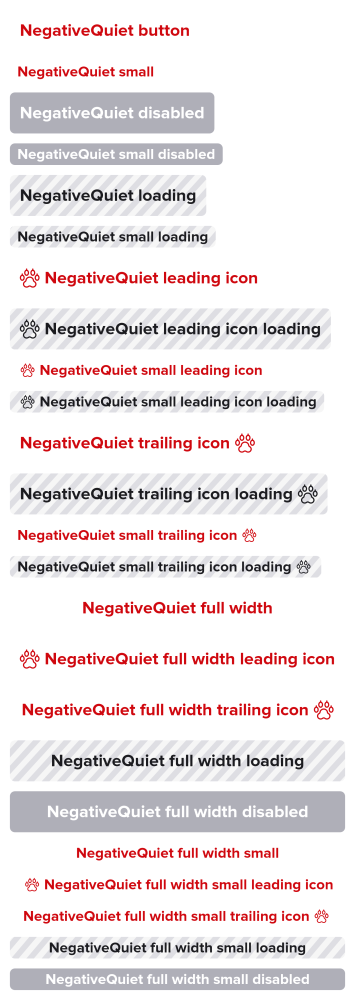 NegativeQuiet button
NegativeQuiet small
NegativeQuiet disabled
NegativeQuiet small disabled
NegativeQuiet loading
NegativeQuiet small loading
NegativeQuiet leading icon
NegativeQuiet leading icon loading
NegativeQuiet small leading icon
NegativeQuiet small leading icon loading
NegativeQuiet trailing icon
NegativeQuiet trailing icon loading
NegativeQuiet small trailing icon
NegativeQuiet small trailing icon loading
NegativeQuiet full width
NegativeQuiet full width leading icon
NegativeQuiet full width trailing icon
NegativeQuiet full width loading
NegativeQuiet full width disabled
NegativeQuiet full width small
NegativeQuiet full width small leading icon
NegativeQuiet full width small trailing icon
NegativeQuiet full width small loading
NegativeQuiet full width small disabled